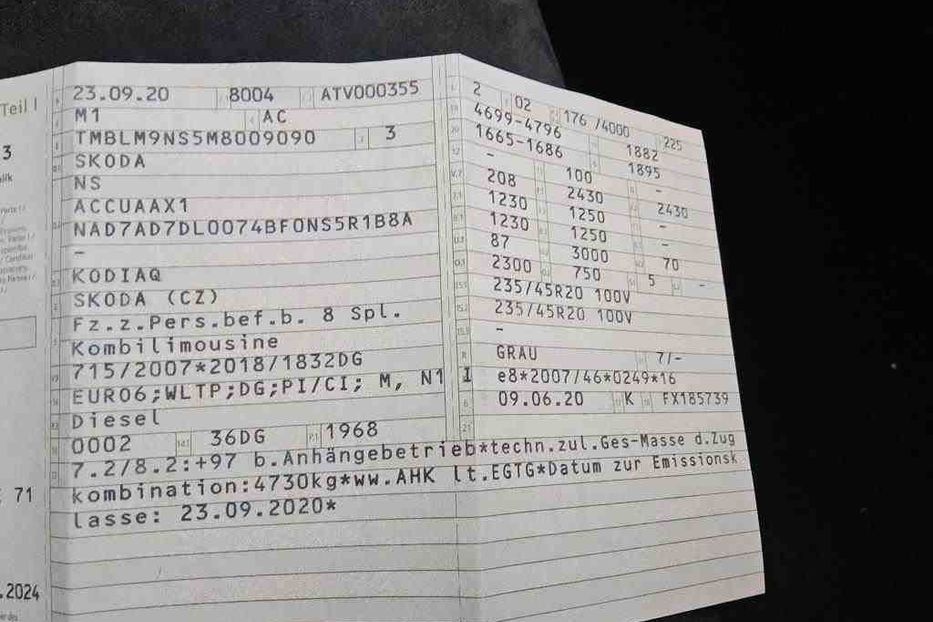 Teil I
3
71
.2024
23.09.20 8004 ATV000355
M1 AC
TMBLM9NS5M8009090 3
SKODA
NS
ACCUAAX1
NAD7AD7DL0074BFONS5R1B8A
–
KODIAQ
SKODA (CZ)
Fz.z.Pers.bef.b. 8 Spl.
Kombilimousine
715/2007*2018/1832DG
EURO6;WLTP;DG;PI/CI; M, N1 I
Diesel
0002 36DG 1968
2 02 176 /4000 225
4699-4796 1882
1665-1686 1895
– 100 –
208 2430 2430
1230 1250 –
1230 1250 –
87 3000 70
2300 750 5 –
235/45R20 100V
235/45R20 100V
–
GRAU 7/-
e8*2007/46*0249*16
09.06.20 K FX185739
7.2/8.2:+97 b.Anhängebetrieb*techn.zul.Ges-Masse d.Zug
kombination:4730kg*ww.AHK lt.EGTG*Datum zur Emissionsk
lasse: 23.09.2020*